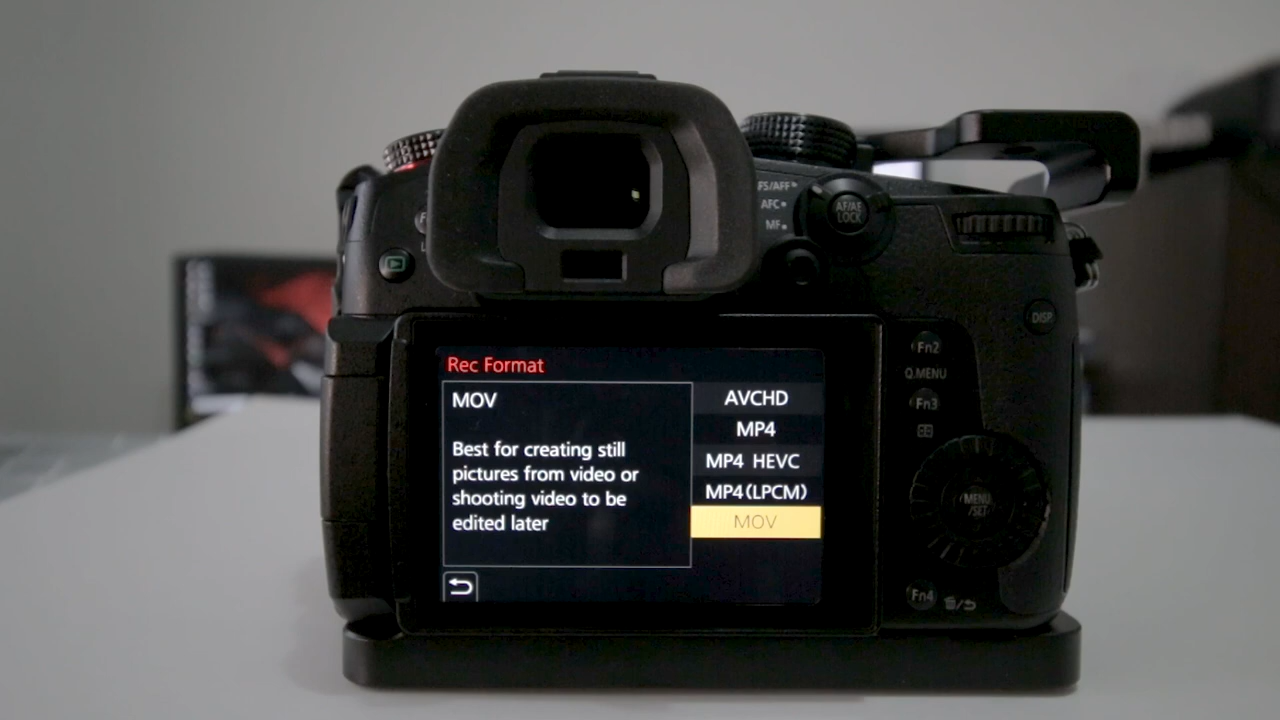 FS/AFF
AFC
MF
AF/AE
LOCK
DISP.
Fn2
Q.MENU
Fn3
MENU
/SET
Fn4
Rec Format
MOV
Best for creating still
pictures from video or
shooting video to be
edited later
AVCHD
MP4
MP4 HEVC
MP4(LPCM)
MOV